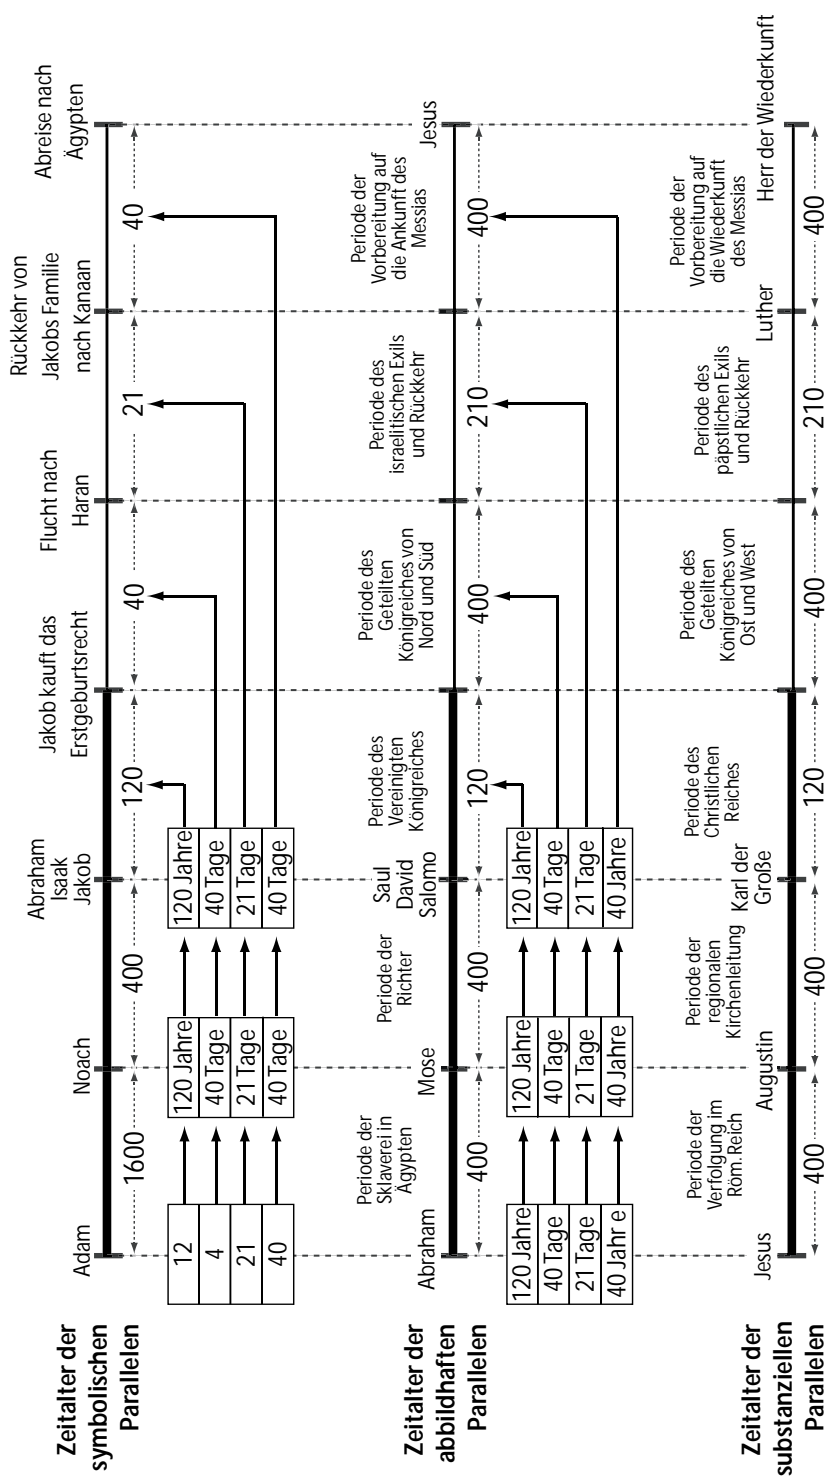 Zeitalter der
symbolischen
Parallelen
Adam
Noach
Abraham
Isaak
Jakob
Jakob kauft das
Erstgeburtsrecht
Flucht nach
Haran
Rückkehr von
Jakobs Familie
nach Kanaan
Abreise nach
Ägypten
1600
400
120
40
21
40
12
4
21
40
120 Jahre
40 Tage
21 Tage
40 Tage
120 Jahre
40 Tage
21 Tage
40 Tage
Zeitalter der
abbildhaften
Parallelen
Periode der
Sklaverei in
Ägypten
Periode der
Richter
Periode des
Vereinigten
Königreiches
Periode des
Geteilten
Königreiches von
Nord und Süd
Periode des
israelitischen Exils
und Rückkehr
Periode der
Vorbereitung auf
die Ankunft des
Messias
Abraham
Mose
Saul
David
Salomo
Jesus
400
400
120
400
210
400
120 Jahre
40 Tage
21 Tage
40 Jahr e
120 Jahre
40 Tage
21 Tage
40 Jahre
120 Jahre
40 Tage
21 Tage
40 Jahre
Zeitalter der
substanziellen
Parallelen
Periode der
Verfolgung im
Röm. Reich
Periode der
regionalen
Kirchenleitung
Periode des
Christlichen
Reiches
Periode des
Geteilten
Königreiches von
Ost und West
Periode des
päpstlichen Exils
und Rückkehr
Periode der
Vorbereitung auf
die Wiederkunft
des Messias
Jesus
Augustin
Karl der
Große
Luther
Herr der Wiederkunft
400
400
120
400
210
400